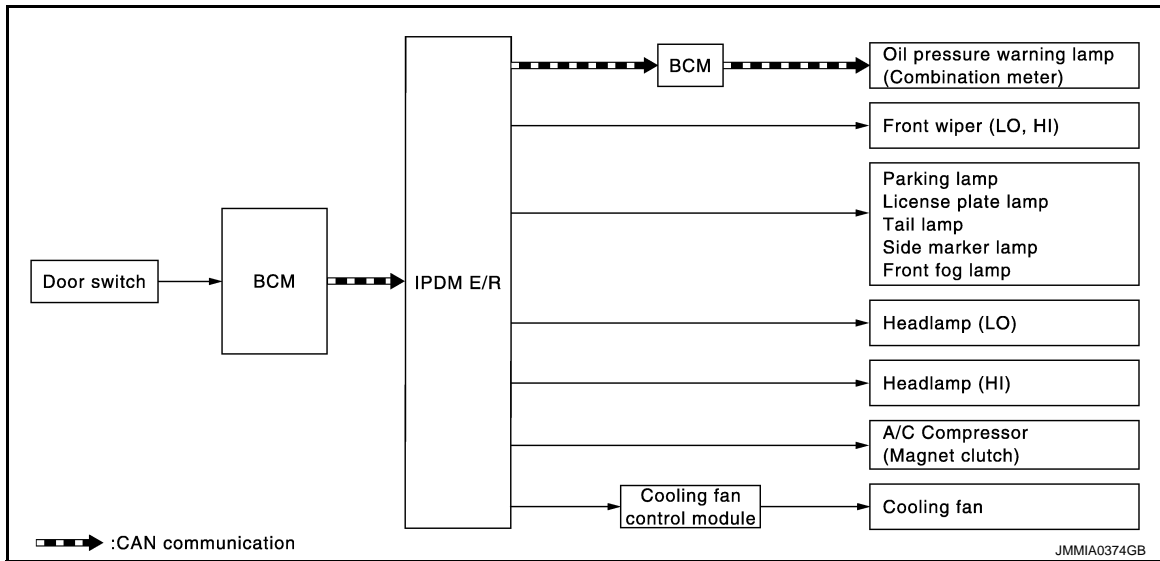 BCM
Oil pressure warning lamp
(Combination meter)
Front wiper (LO, HI)
Parking lamp
License plate lamp
Tail lamp
Side marker lamp
Front fog lamp
Door switch
BCM
IPDM E/R
Headlamp (LO)
Headlamp (HI)
A/C Compressor
(Magnet clutch)
Cooling fan
control module
Cooling fan
:CAN communication
JMMIA0374GB